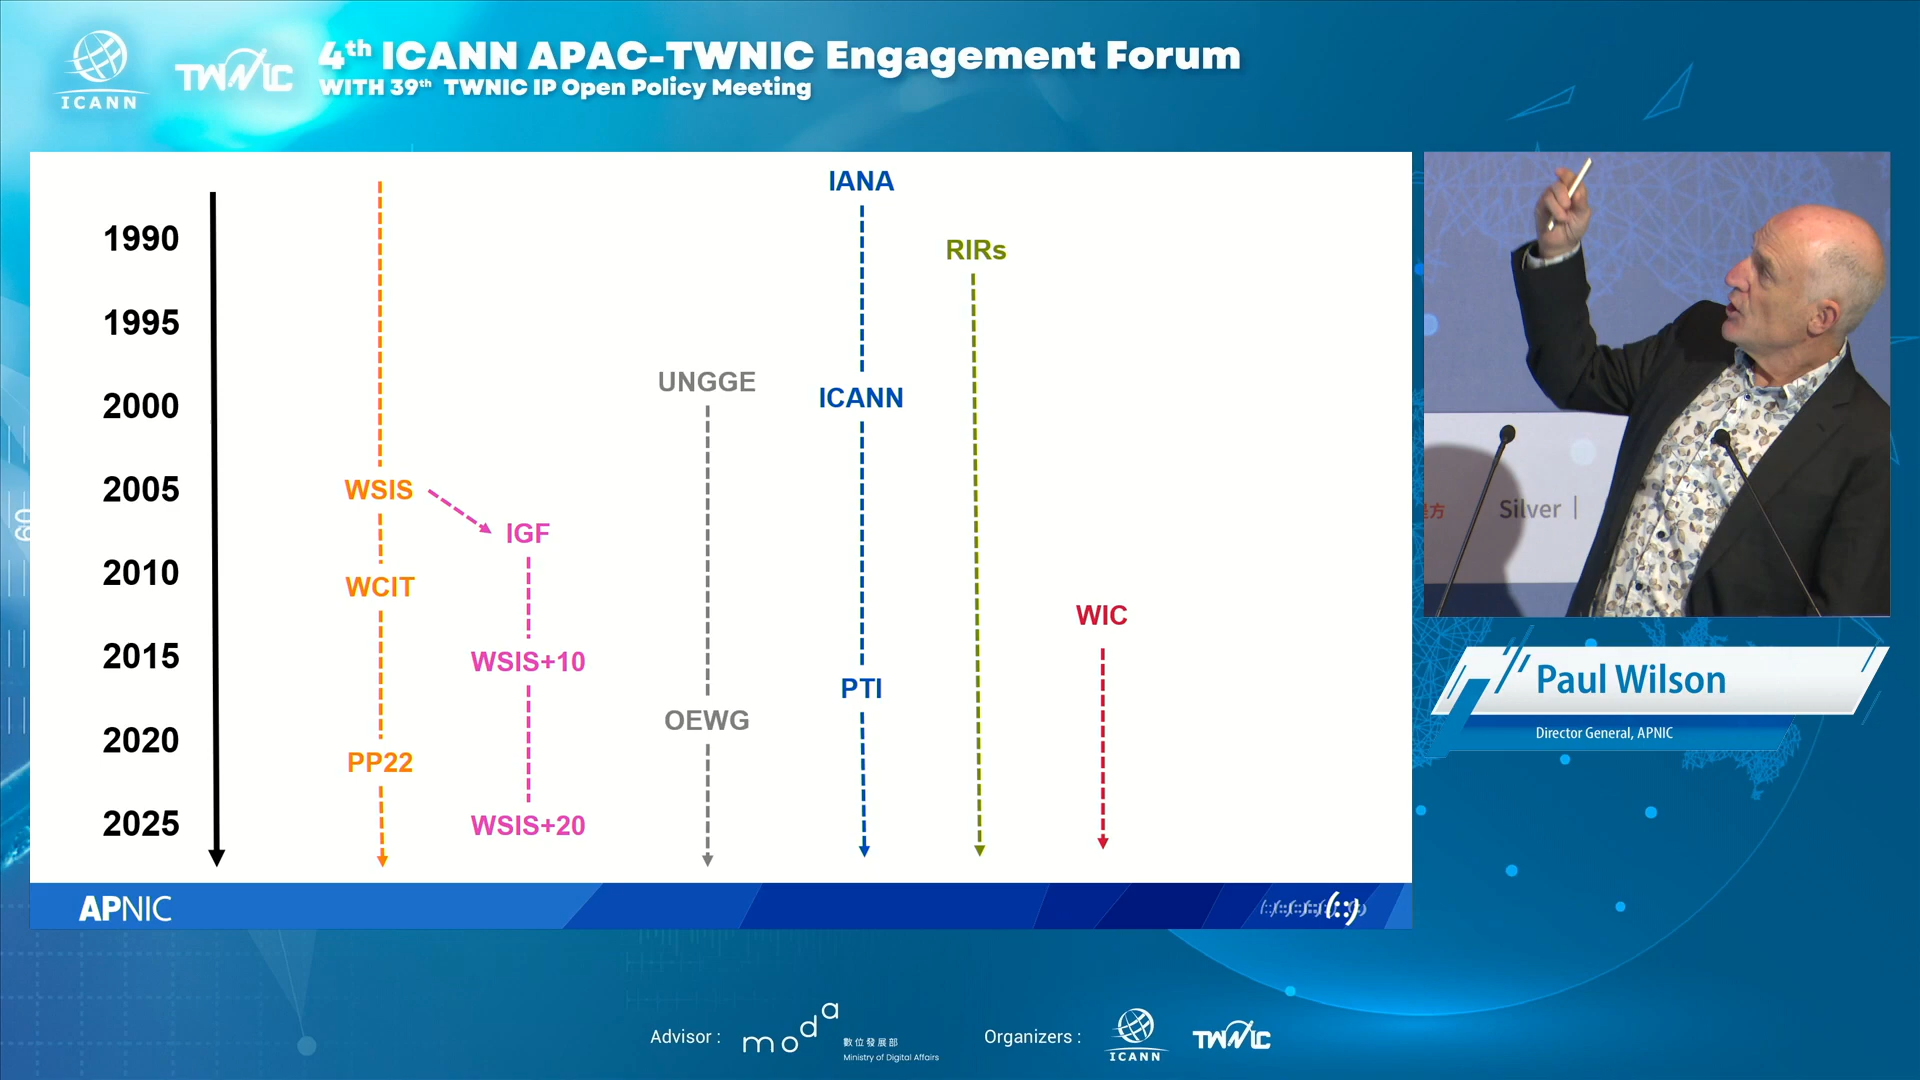 ICANN
TWNIC
4th ICANN APAC-TWNIC Engagement Forum
WITH 39th TWNIC IP Open Policy Meeting
IANA
1990
RIRs
1995
UNGGE
2000
ICANN
2005
WSIS
IGF
2010
WCIT
WIC
2015
WSIS+10
PTI
2020
OEWG
PP22
2025
WSIS+20
APNIC
(::)
方
Silver |
Paul Wilson
Director General, APNIC
Advisor :
moda
數位發展部
Ministry of Digital Affairs
Organizers :
ICANN
TWNIC